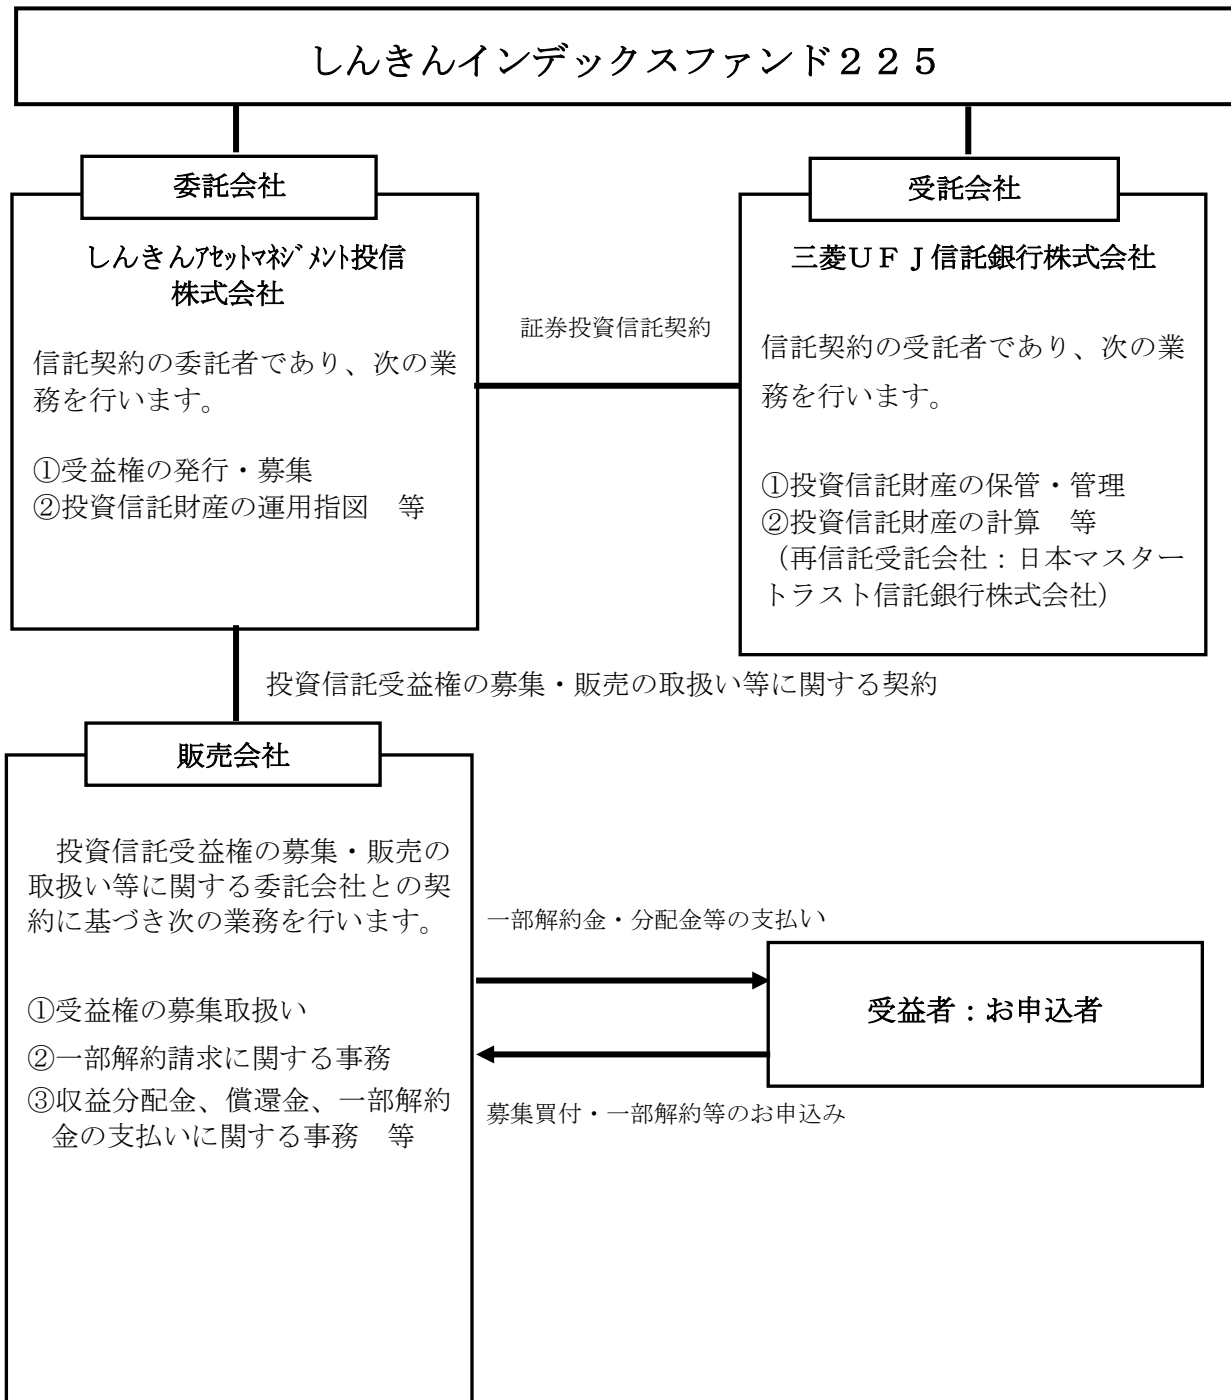 しんきんインデックスファンド２２５
委託会社
しんきんｱｾｯﾄﾏﾈｼﾞﾒﾝﾄ投信
株式会社
信託契約の委託者であり、次の業
務を行います。
①受益権の発行・募集
②投資信託財産の運用指図　等
証券投資信託契約
受託会社
三菱ＵＦＪ信託銀行株式会社
信託契約の受託者であり、次の業
務を行います。
①投資信託財産の保管・管理
②投資信託財産の計算　等
（再信託受託会社：日本マスター
トラスト信託銀行株式会社）
投資信託受益権の募集・販売の取扱い等に関する契約
販売会社
投資信託受益権の募集・販売の
取扱い等に関する委託会社との契
約に基づき次の業務を行います。
①受益権の募集取扱い
②一部解約請求に関する事務
③収益分配金、償還金、一部解約
金の支払いに関する事務　等
一部解約金・分配金等の支払い
受益者：お申込者
募集買付・一部解約等のお申込み